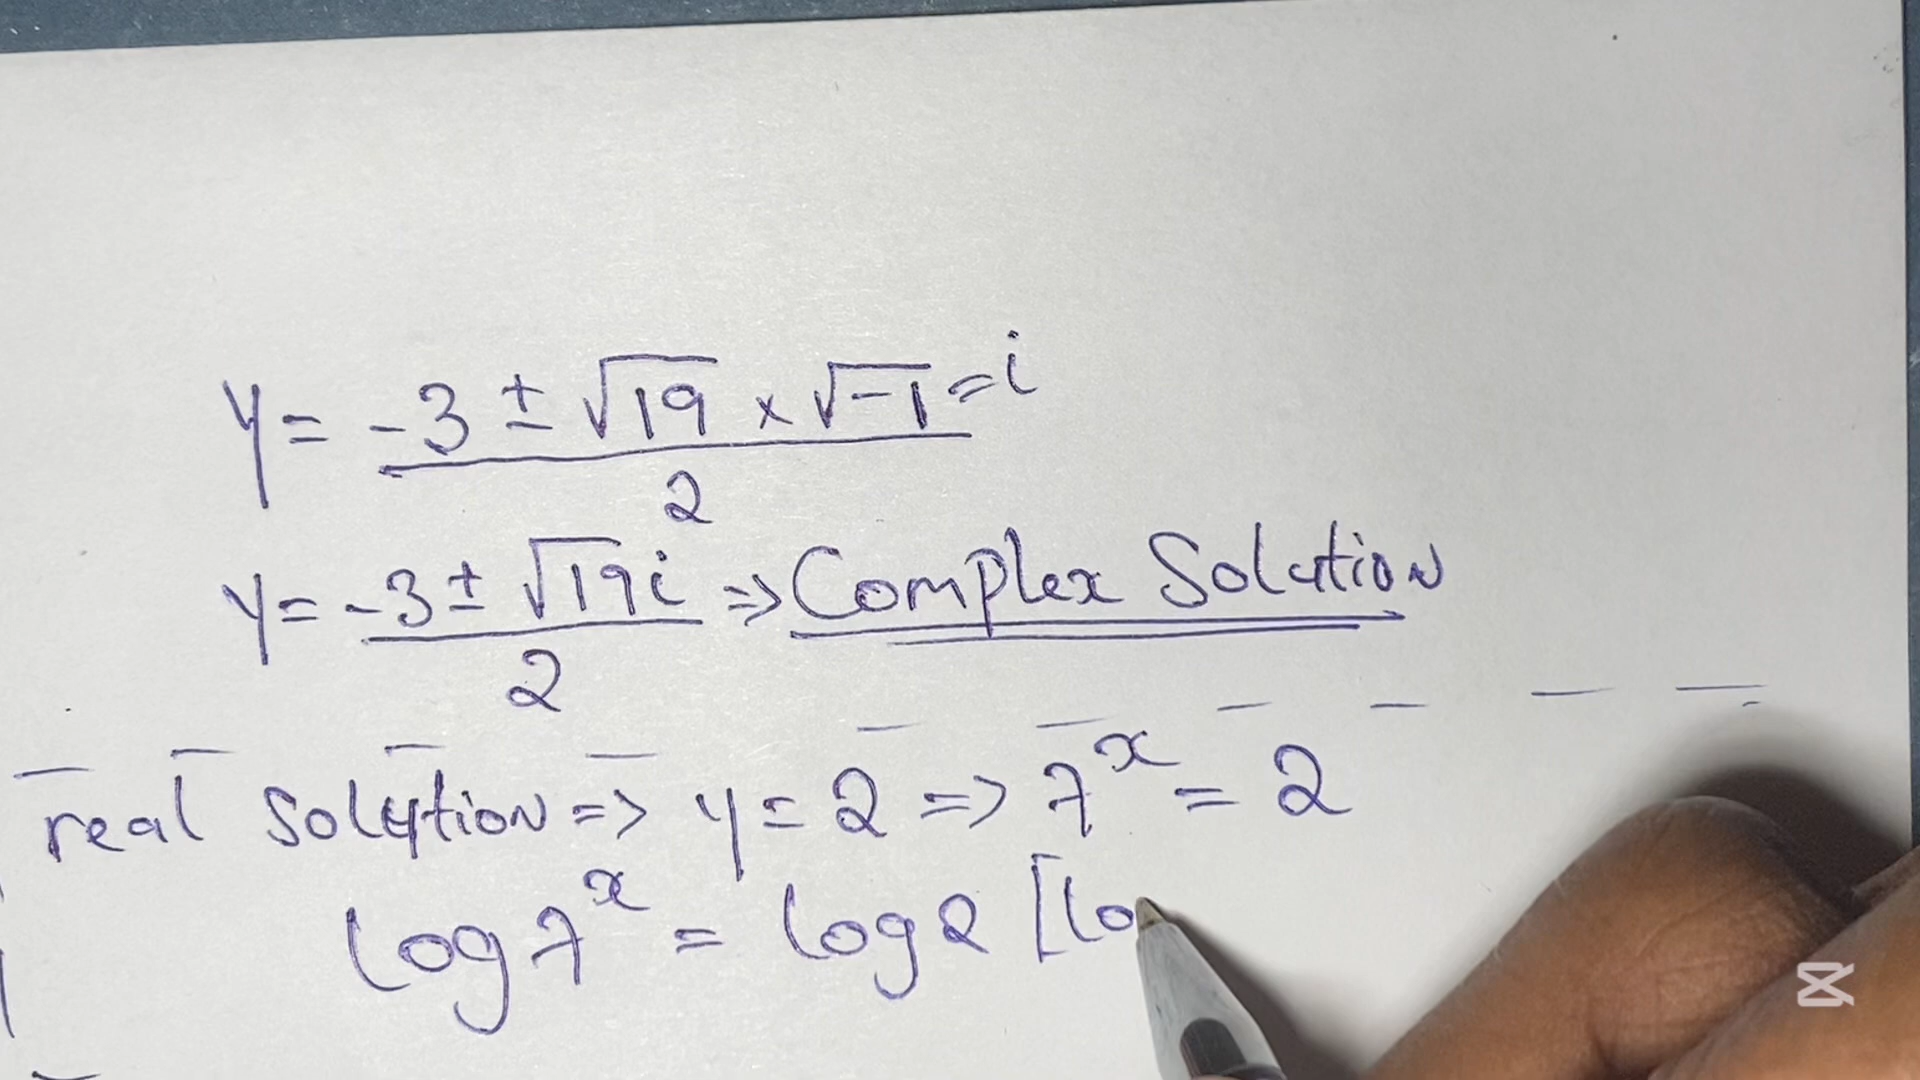 y = -3 ± √19 × √-1 = i
2
y = -3 ± √19i => Complex Solution
2
real solution => y = 2 => 7^x = 2
log 7^x = log 2 [lo